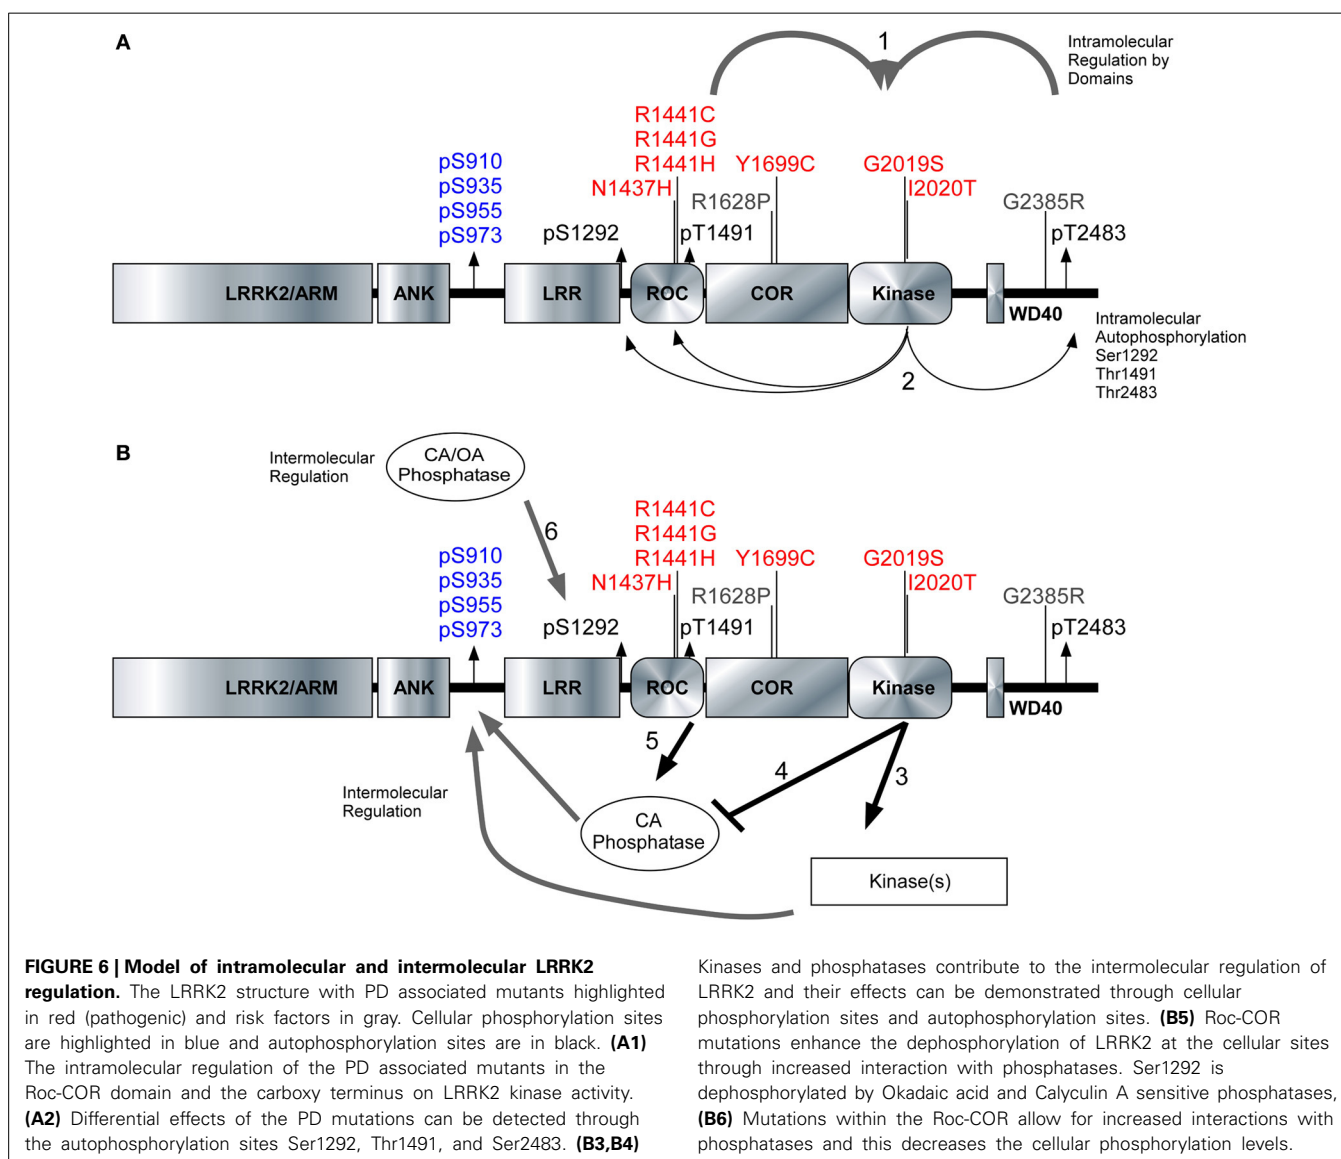 A
1
Intramolecular
Regulation by
Domains
R1441C
R1441G
R1441H
N1437H
Y1699C
G2019S
I2020T
pS910
pS935
pS955
pS973
pS1292
R1628P
pT1491
G2385R
pT2483
LRRK2/ARM
ANK
LRR
ROC
COR
Kinase
WD40
2
Intramolecular
Autophosphorylation
Ser1292
Thr1491
Thr2483
B
Intermolecular
Regulation
CA/OA
Phosphatase
6
R1441C
R1441G
R1441H
N1437H
Y1699C
G2019S
I2020T
pS910
pS935
pS955
pS973
pS1292
R1628P
pT1491
G2385R
pT2483
LRRK2/ARM
ANK
LRR
ROC
COR
Kinase
WD40
5
4
3
Intermolecular
Regulation
CA
Phosphatase
Kinase(s)
FIGURE 6 | Model of intramolecular and intermolecular LRRK2
regulation. The LRRK2 structure with PD associated mutants highlighted
in red (pathogenic) and risk factors in gray. Cellular phosphorylation sites
are highlighted in blue and autophosphorylation sites are in black. (A1)
The intramolecular regulation of the PD associated mutants in the
Roc-COR domain and the carboxy terminus on LRRK2 kinase activity.
(A2) Differential effects of the PD mutations can be detected through
the autophosphorylation sites Ser1292, Thr1491, and Ser2483. (B3,B4)
Kinases and phosphatases contribute to the intermolecular regulation of
LRRK2 and their effects can be demonstrated through cellular
phosphorylation sites and autophosphorylation sites. (B5) Roc-COR
mutations enhance the dephosphorylation of LRRK2 at the cellular sites
through increased interaction with phosphatases. Ser1292 is
dephosphorylated by Okadaic acid and Calyculin A sensitive phosphatases,
(B6) Mutations within the Roc-COR allow for increased interactions with
phosphatases and this decreases the cellular phosphorylation levels.